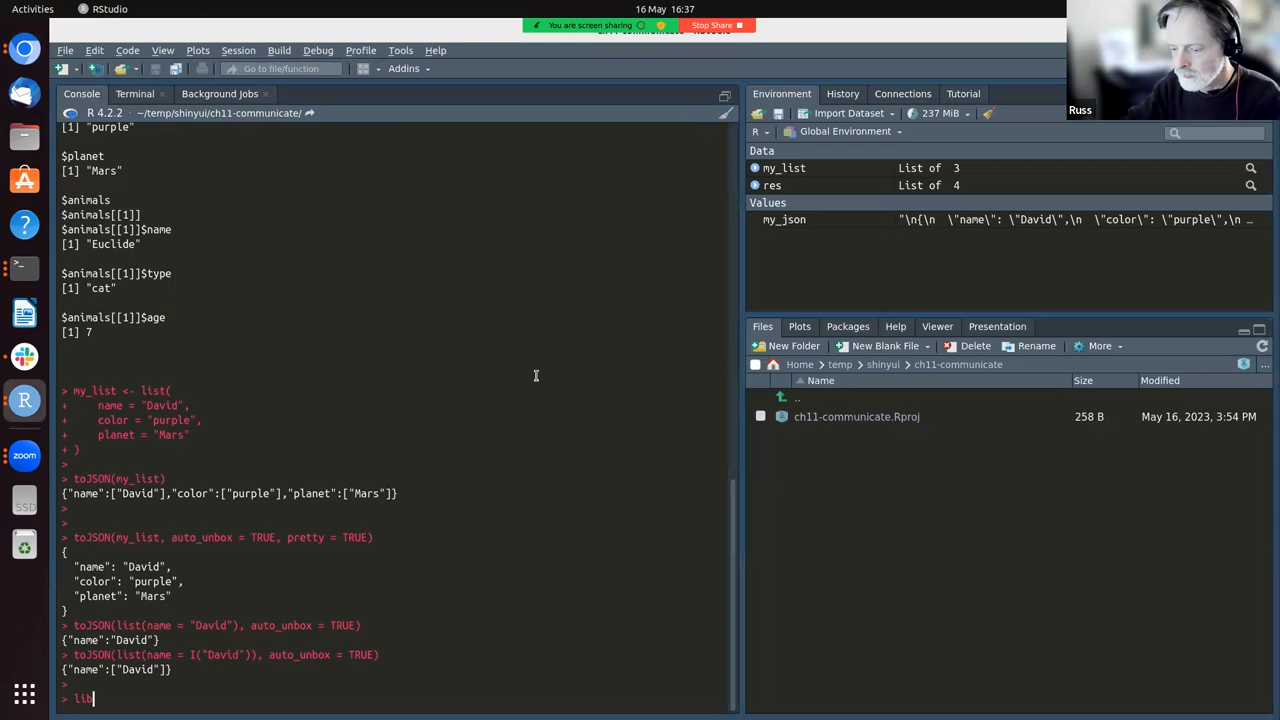 Activities
RStudio
16 May 16:37
You are screen sharing
Stop Share
File Edit Code View Plots Session Build Debug Profile Tools Help
Go to file/function
Addins
Russ
Console Terminal Background Jobs
R 4.2.2 · ~/temp/shinyui/ch11-communicate/
[1] "purple"
$planet
[1] "Mars"
$animals
$animals[[1]]
$animals[[1]]$name
[1] "Euclide"
$animals[[1]]$type
[1] "cat"
$animals[[1]]$age
[1] 7
> my_list <- list(
+     name = "David",
+     color = "purple",
+     planet = "Mars"
+ )
>
> toJSON(my_list)
{"name":["David"],"color":["purple"],"planet":["Mars"]}
>
>
> toJSON(my_list, auto_unbox = TRUE, pretty = TRUE)
{
  "name": "David",
  "color": "purple",
  "planet": "Mars"
}
> toJSON(list(name = "David"), auto_unbox = TRUE)
{"name":"David"}
> toJSON(list(name = I("David")), auto_unbox = TRUE)
{"name":["David"]}
>
> lib
Environment History Connections Tutorial
Import Dataset 237 MiB
R Global Environment
Data
my_list List of 3
res List of 4
Values
my_json "\n{\n  \"name\": \"David\",\n  \"color\": \"purple\",\n …
Files Plots Packages Help Viewer Presentation
New Folder New Blank File Delete Rename More
Home temp shinyui ch11-communicate ...
Name Size Modified
..
ch11-communicate.Rproj 258 B May 16, 2023, 3:54 PM
zoom
SSD